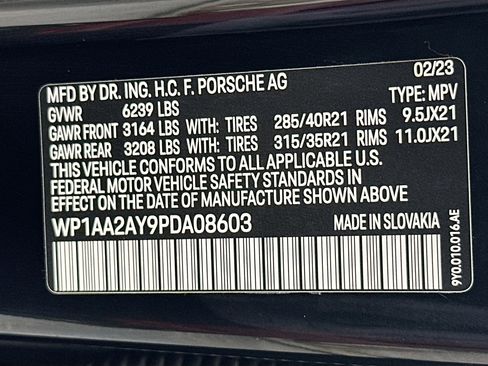 MFD BY DR. ING. H.C. F. PORSCHE AG 02/23
GVWR 6239 LBS TYPE: MPV
GAWR FRONT 3164 LBS WITH: TIRES 285/40R21 RIMS 9.5JX21
GAWR REAR 3208 LBS WITH: TIRES 315/35R21 RIMS 11.0JX21
THIS VEHICLE CONFORMS TO ALL APPLICABLE
FEDERAL MOTOR VEHICLE SAFETY STANDARDS IN
EFFECT ON THE DATE OF MANUFACTURE SHOWN ABOVE
WP1AA2AY9PDA08603 MADE IN SLOVAKIA
9Y0.010.016.AE